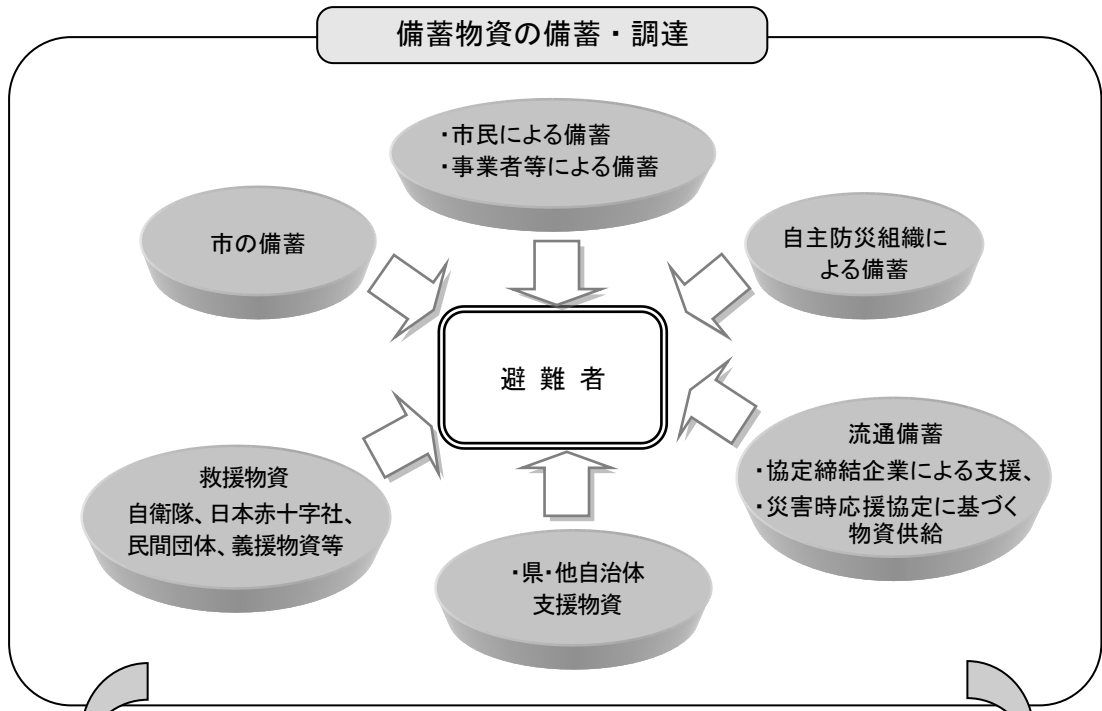 備蓄物資の備蓄・調達
・市民による備蓄
・事業者等による備蓄
市の備蓄
自主防災組織に
よる備蓄
避 難 者
救援物資
自衛隊、日本赤十字社、
民間団体、義援物資等
流通備蓄
・協定締結企業による支援、
・災害時応援協定に基づく
物資供給
・県・他自治体
支援物資